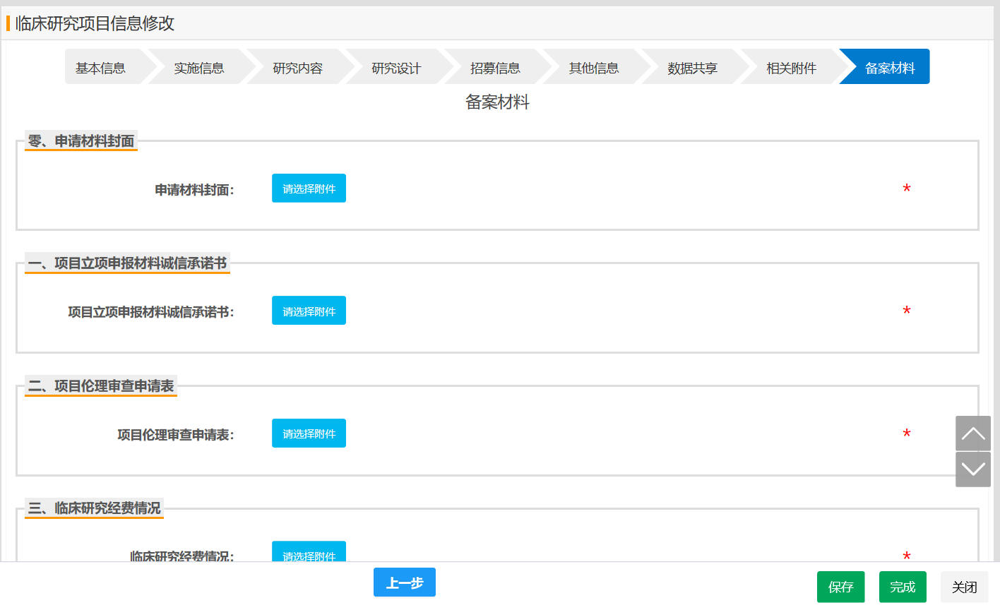 临床研究项目信息修改
基本信息 实施信息 研究内容 研究设计 招募信息 其他信息 数据共享 相关附件 备案材料
备案材料
零、申请材料封面
申请材料封面: 请选择附件 *
一、项目立项申报材料诚信承诺书
项目立项申报材料诚信承诺书: 请选择附件 *
二、项目伦理审查申请表
项目伦理审查申请表: 请选择附件 *
三、临床研究经费情况
临床研究经费情况: 请选择附件 *
上一步 保存 完成 关闭